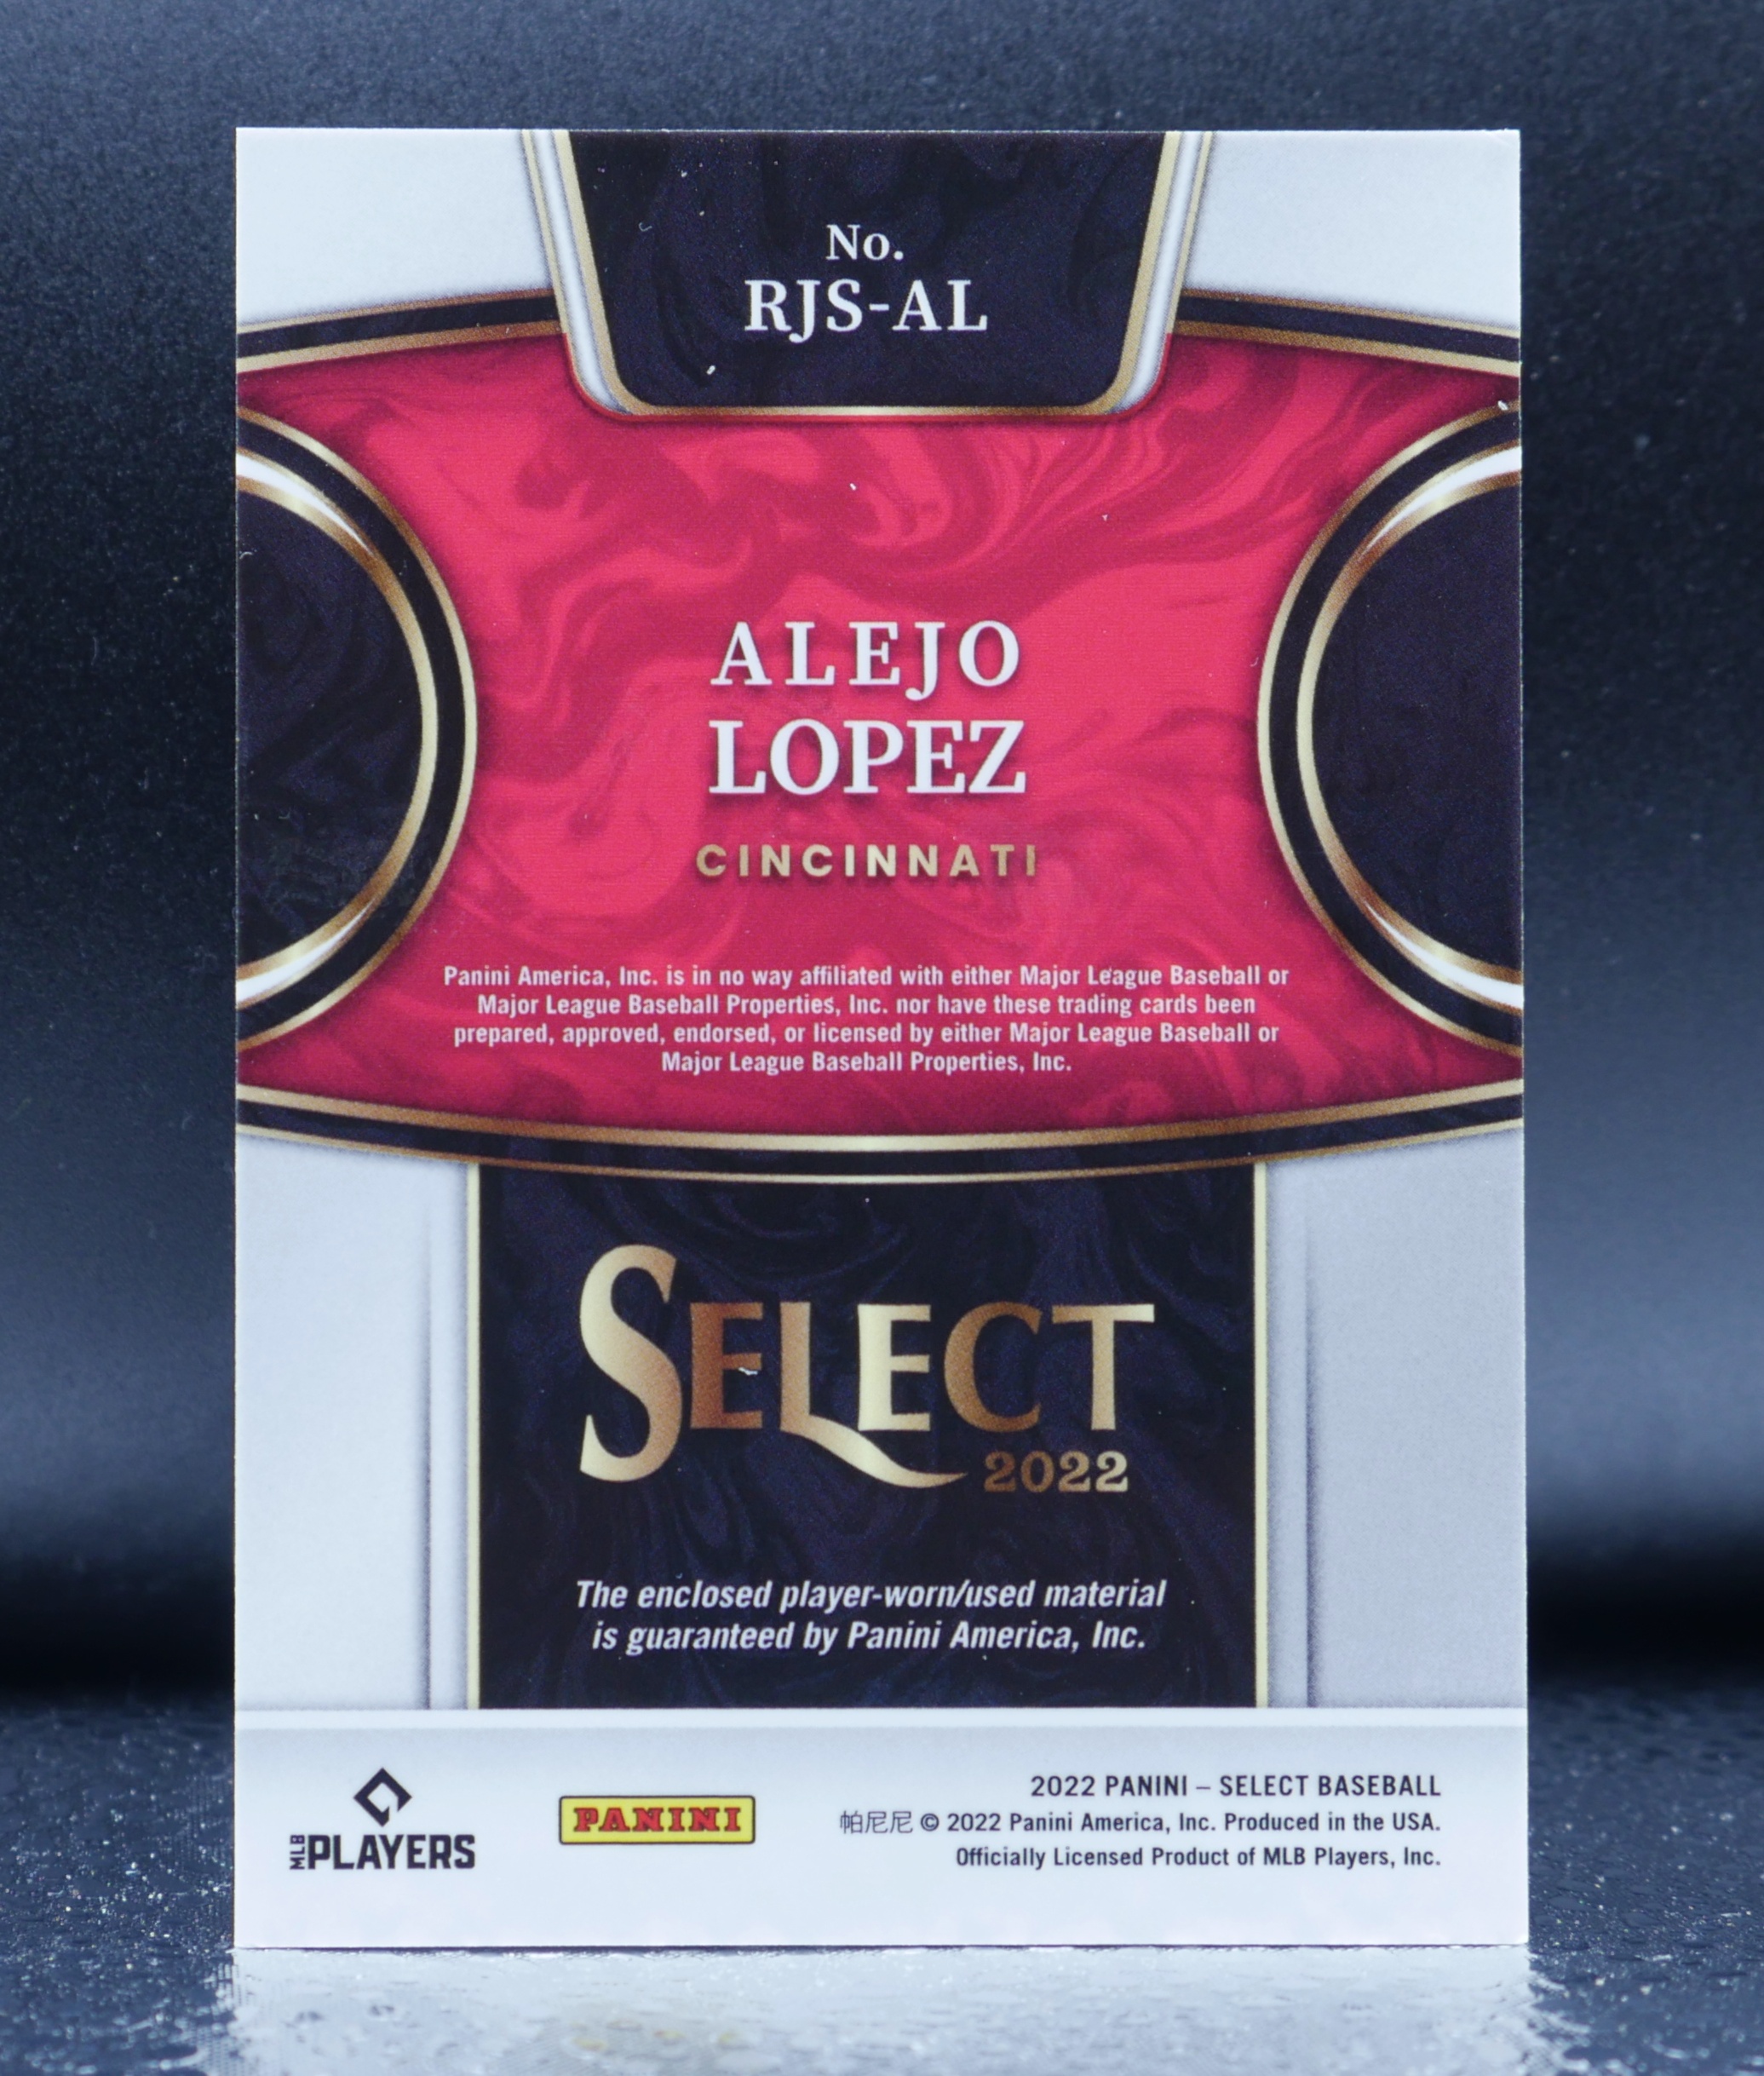 No.
RJS-AL
ALEJO
LOPEZ
CINCINNATI
Panini America, Inc. is in no way affiliated with either Major League Baseball or
Major League Baseball Properties, Inc. nor have these trading cards been
prepared, approved, endorsed, or licensed by either Major League Baseball or
Major League Baseball Properties, Inc.
SELECT
2022
The enclosed player-worn/used material
is guaranteed by Panini America, Inc.
MLB PLAYERS
PANINI
2022 PANINI – SELECT BASEBALL
帕尼尼 © 2022 Panini America, Inc. Produced in the USA.
Officially Licensed Product of MLB Players, Inc.